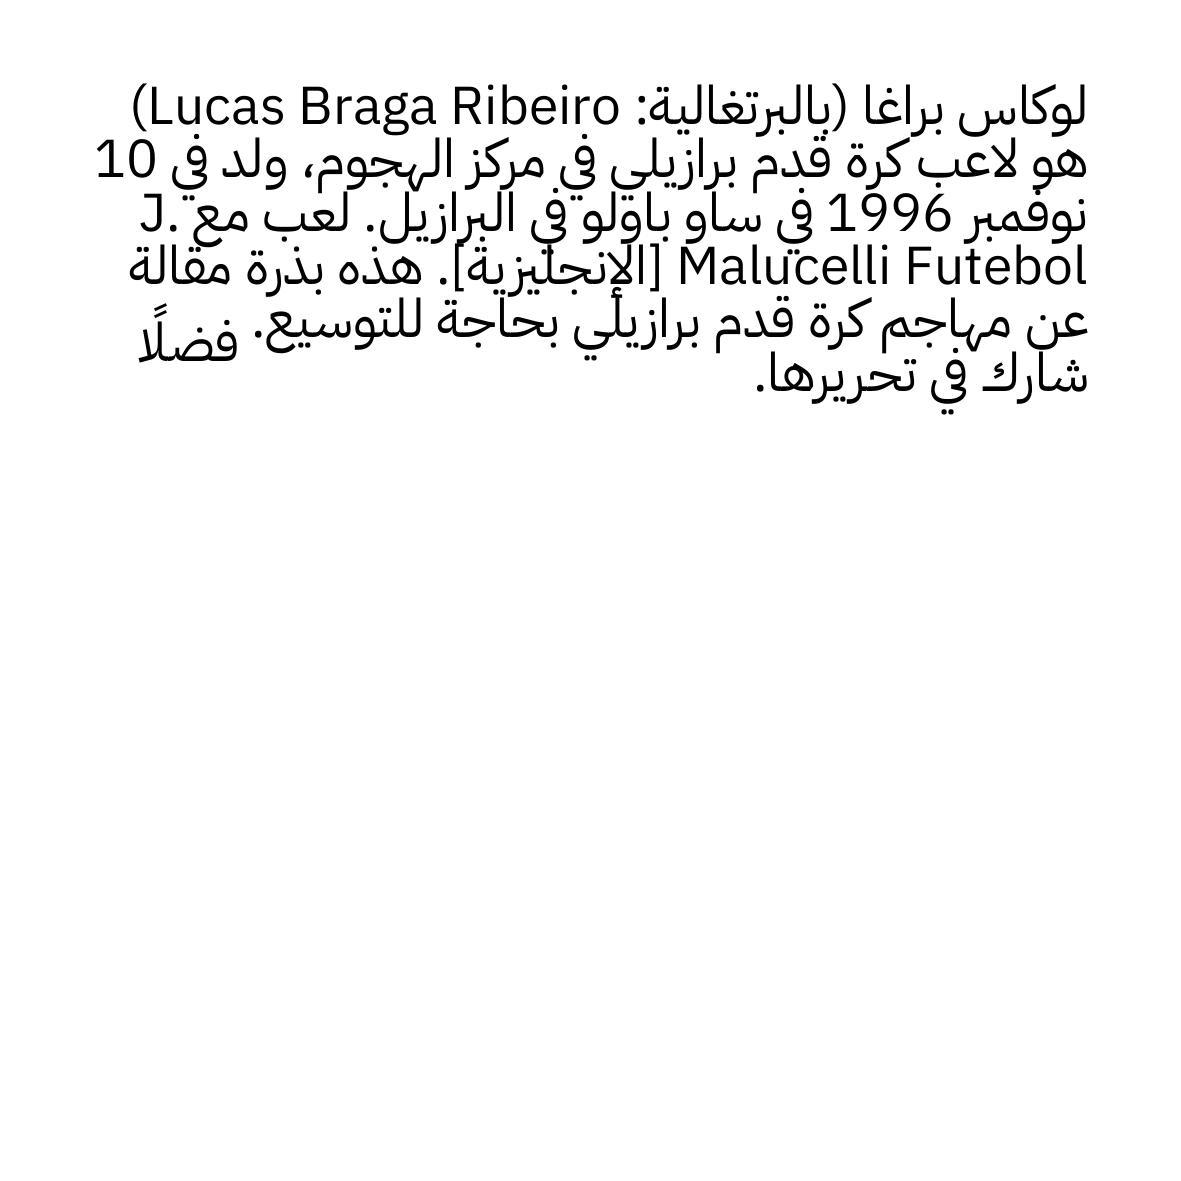 لوكاس براغا (بالبرتغالية: Lucas Braga Ribeiro)
هو لاعب كرة قدم برازيلي في مركز الهجوم، ولد في 10
نوفمبر 1996 في ساو باولو في البرازيل. لعب مع J.
Malucelli Futebol [الإنجليزية]. هذه بذرة مقالة
عن مهاجم كرة قدم برازيلي بحاجة للتوسيع. فضلًا
شارك في تحريرها.